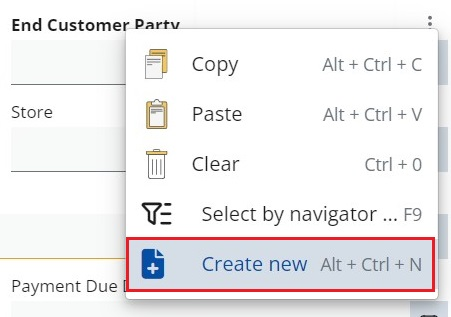 End Customer Party
Copy Alt + Ctrl + C
Store
Paste Alt + Ctrl + V
Clear Ctrl + 0
Select by navigator ... F9
Create new Alt + Ctrl + N
Payment Due